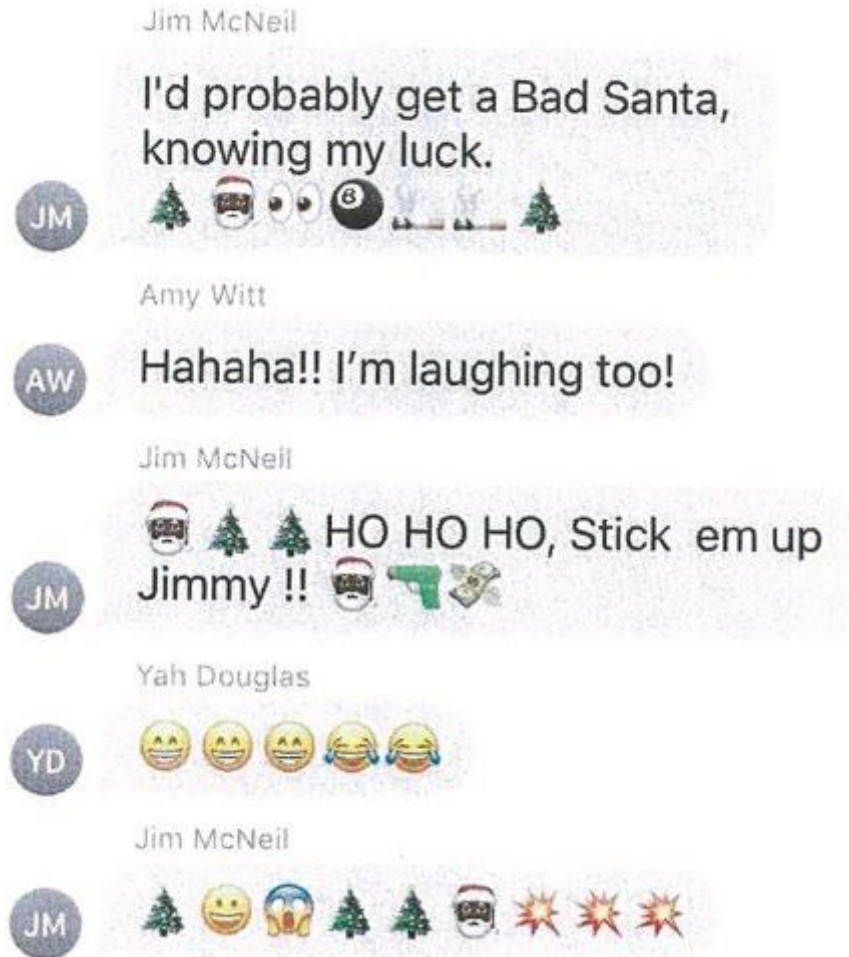 Jim McNeil
I'd probably get a Bad Santa,
knowing my luck.
🎄🎅🏿👀🎱🚬🚬🎄
JM
Amy Witt
Hahaha!! I’m laughing too!
AW
Jim McNeil
🎅🏿🎄🎄 HO HO HO, Stick em up
Jimmy !! 🎅🏿🔫💸
JM
Yah Douglas
😁😁😁😂😂
YD
Jim McNeil
🎄😀😱🎄🎄🎅🏿💥💥💥
JM